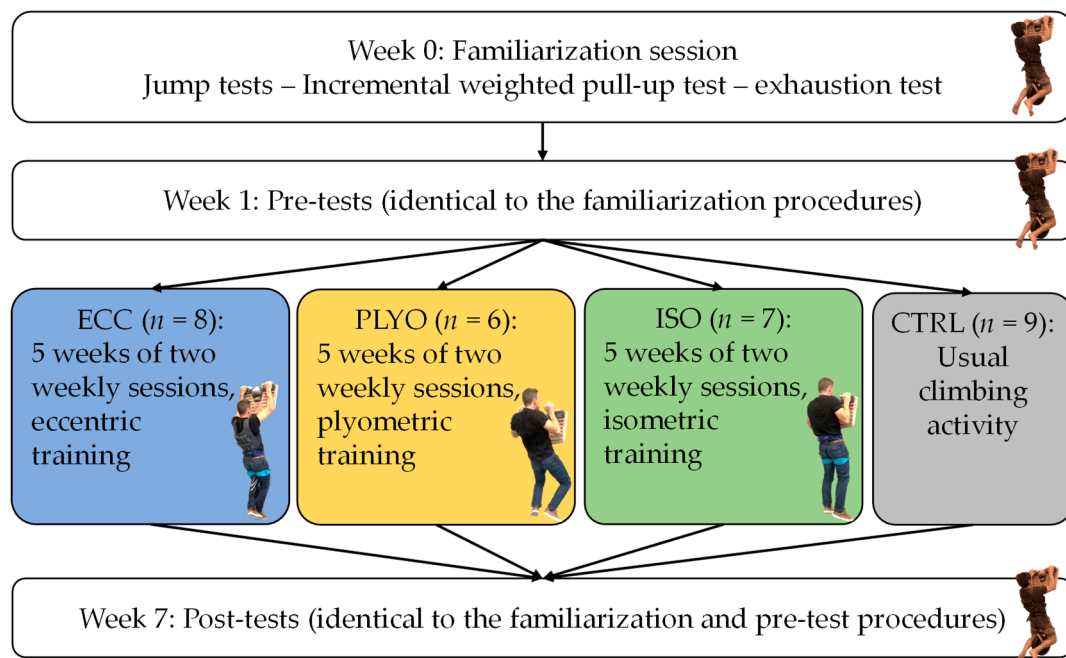 Week 0: Familiarization session
Jump tests – Incremental weighted pull-up test – exhaustion test
Week 1: Pre-tests (identical to the familiarization procedures)
ECC (n = 8):
5 weeks of two
weekly sessions,
eccentric
training
PLYO (n = 6):
5 weeks of two
weekly sessions,
plyometric
training
ISO (n = 7):
5 weeks of two
weekly sessions,
isometric
training
CTRL (n = 9):
Usual
climbing
activity
Week 7: Post-tests (identical to the familiarization and pre-test procedures)